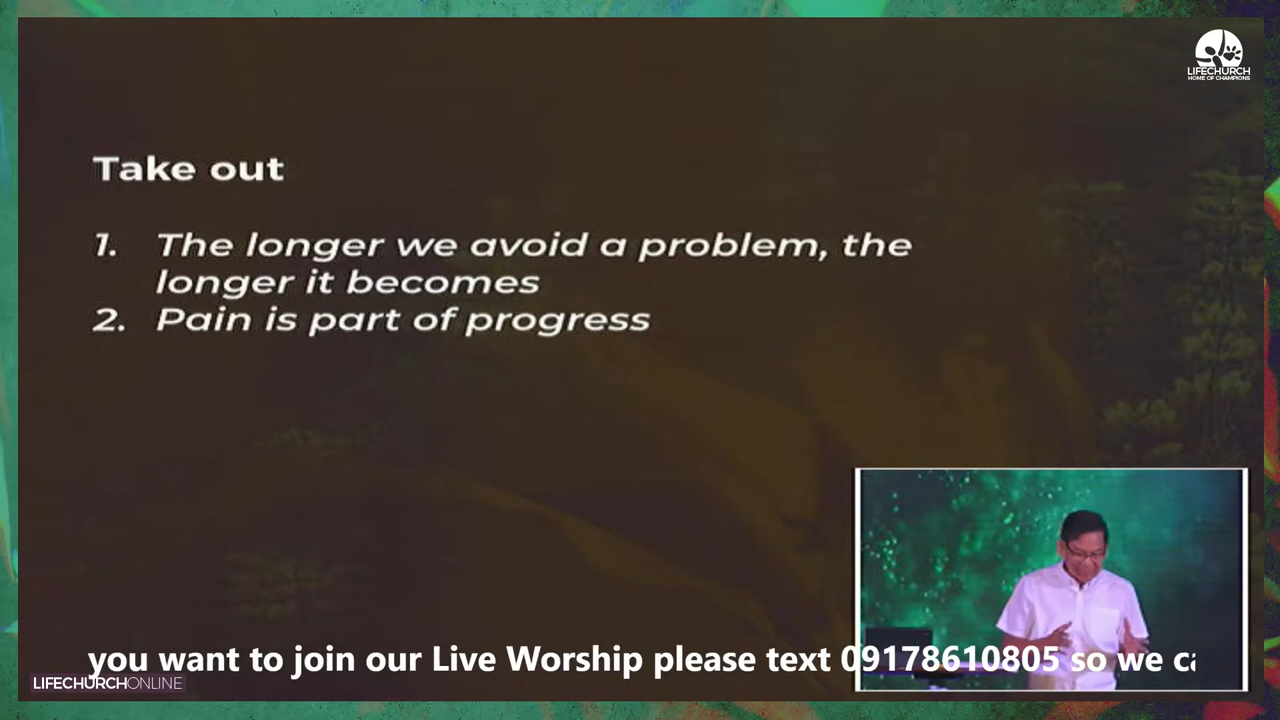 LIFECHURCH
HOME OF CHAMPIONS
Take out
1. The longer we avoid a problem, the
longer it becomes
2. Pain is part of progress
you want to join our Live Worship please text 09178610805 so we ca
LIFECHURCHONLINE